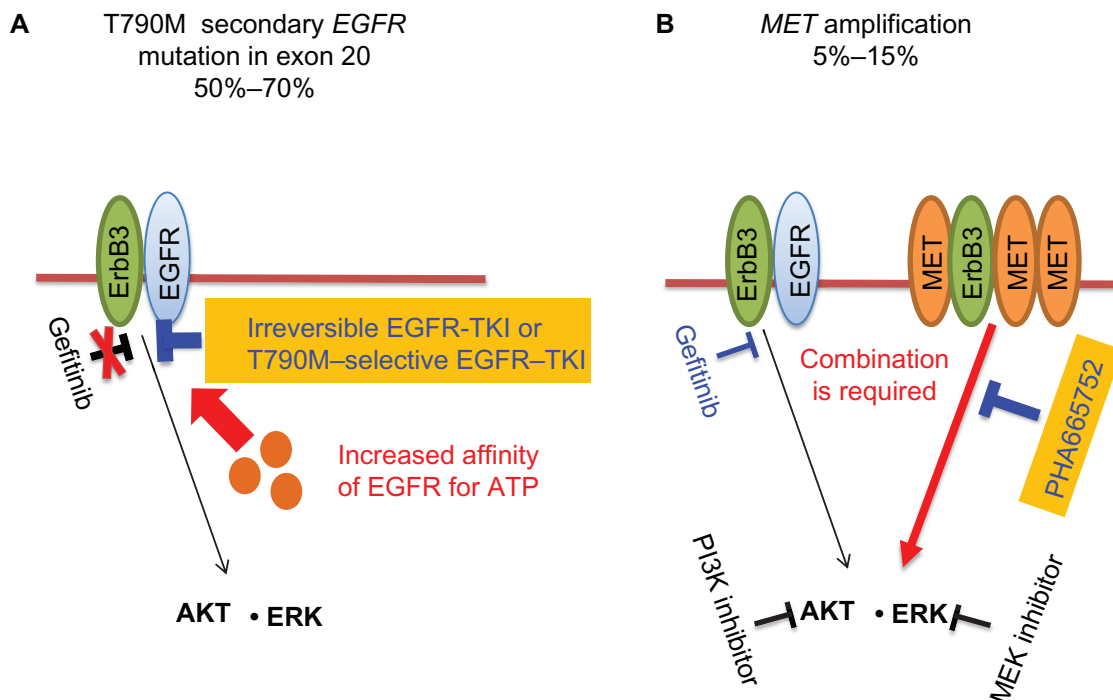 A
T790M secondary EGFR
mutation in exon 20
50%–70%
ErbB3
EGFR
Gefitinib
Irreversible EGFR-TKI or
T790M–selective EGFR–TKI
Increased affinity
of EGFR for ATP
AKT • ERK
B
MET amplification
5%–15%
ErbB3
EGFR
MET
ErbB3
MET
MET
Gefitinib
Combination
is required
PHA665752
PI3K inhibitor
AKT • ERK
MEK inhibitor